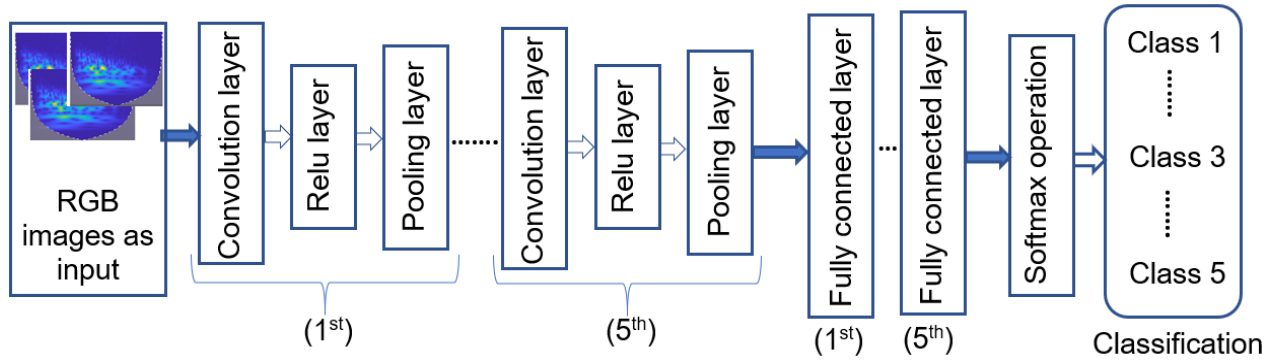 RGB
images as
input
Convolution layer
Relu layer
Pooling layer
(1st)
Convolution layer
Relu layer
Pooling layer
(5th)
Fully connected layer
(1st)
Fully connected layer
(5th)
Softmax operation
Class 1
Class 3
Class 5
Classification